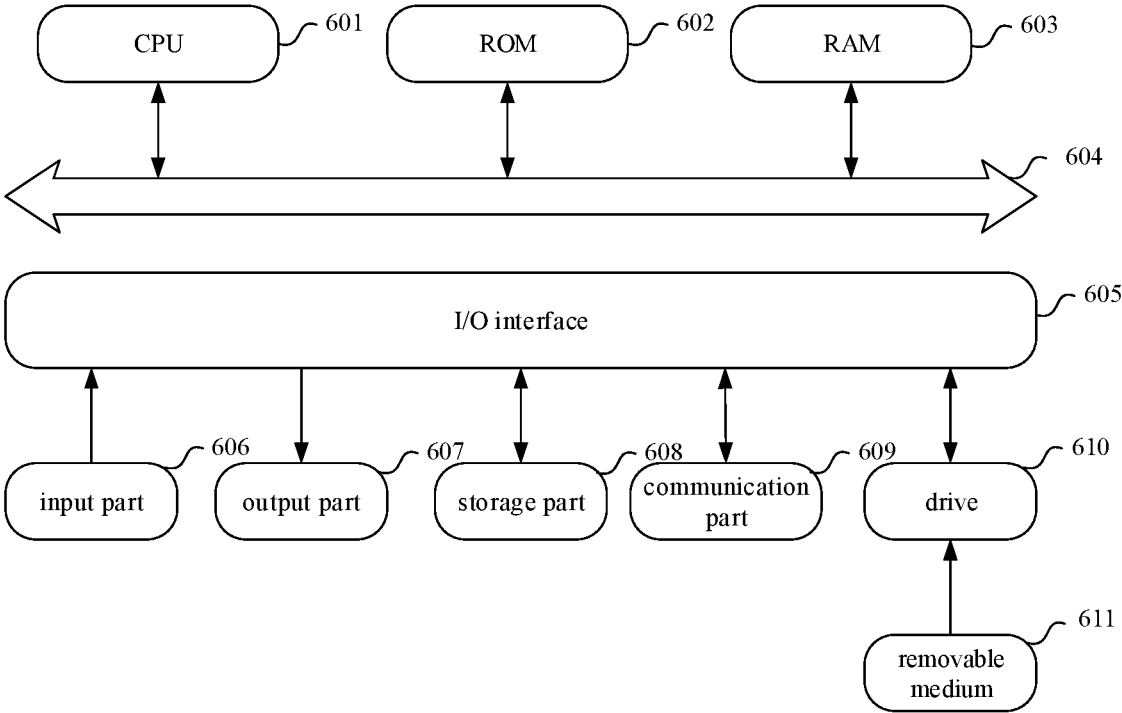 CPU 601
ROM 602
RAM 603
604
I/O interface 605
input part 606
output part 607
storage part 608
communication 609
part
drive 610
removable 611
medium